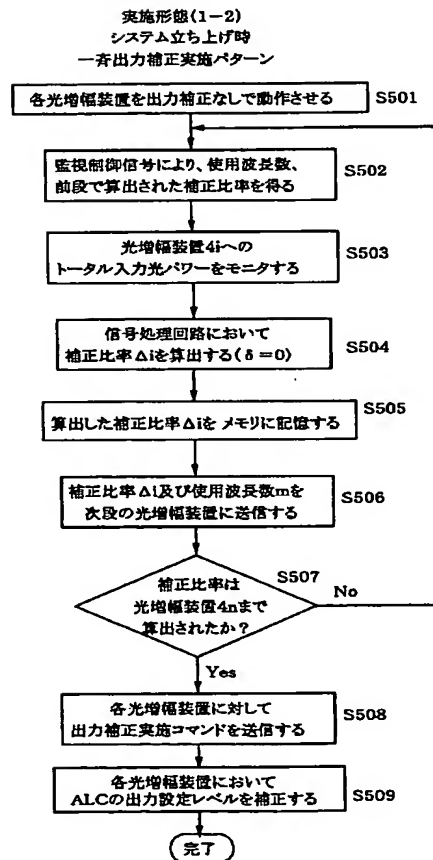 実施形態(1－2)
システム立ち上げ時
一斉出力補正実施パターン
各光増幅装置を出力補正なしで動作させる
S501
監視制御信号により、使用波長数、
前段で算出された補正比率を得る
S502
光増幅装置4iへの
トータル入力光パワーをモニタする
S503
信号処理回路において
補正比率Δiを算出する(δ=0)
S504
算出した補正比率Δiをメモリに記憶する
S505
補正比率Δi及び使用波長数mを
次段の光増幅装置に送信する
S506
補正比率は
光増幅装置4nまで
算出されたか?
S507
No
Yes
各光増幅装置に対して
出力補正実施コマンドを送信する
S508
各光増幅装置において
ALCの出力設定レベルを補正する
S509
完了